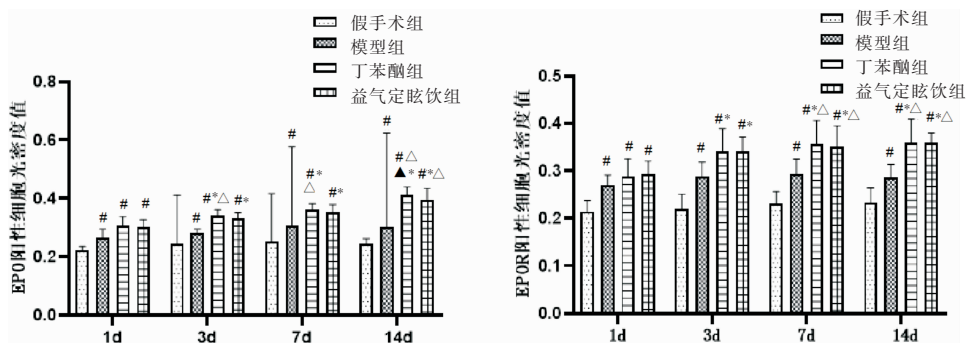 假手术组
模型组
丁苯酞组
益气定眩饮组
EPO阳性细胞光密度值
0.8
0.6
0.4
0.2
0.0
# # #
#
#*△
#*
#
#*
△
#*
#
#△
▲*
#*△
1d 3d 7d 14d
假手术组
模型组
丁苯酞组
益气定眩饮组
EPOR阳性细胞光密度值
0.5
0.4
0.3
0.2
0.1
0.0
# # #
#
#* #*
#
#*△
#*△
#
#*△
#*△
1d 3d 7d 14d